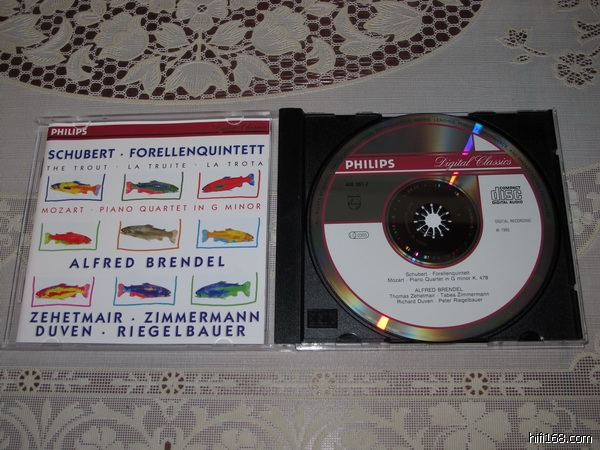 PHILIPS
SCHUBERT · FORELLENQUINTETT
THE TROUT · LA TRUITE · LA TROTA
MOZART · PIANO QUARTET IN G MINOR
ALFRED BRENDEL
ZEHETMAIR · ZIMMERMANN
DUVEN · RIEGELBAUER
PHILIPS
Digital Classics
COMPACT
disc
DIGITAL AUDIO
DIGITAL RECORDING
Schubert · Forellenquintett
Mozart · Piano Quartet in G minor K. 478
ALFRED BRENDEL
Thomas Zehetmair · Tabea Zimmermann
Richard Duven · Peter Riegelbauer
hifi168.com